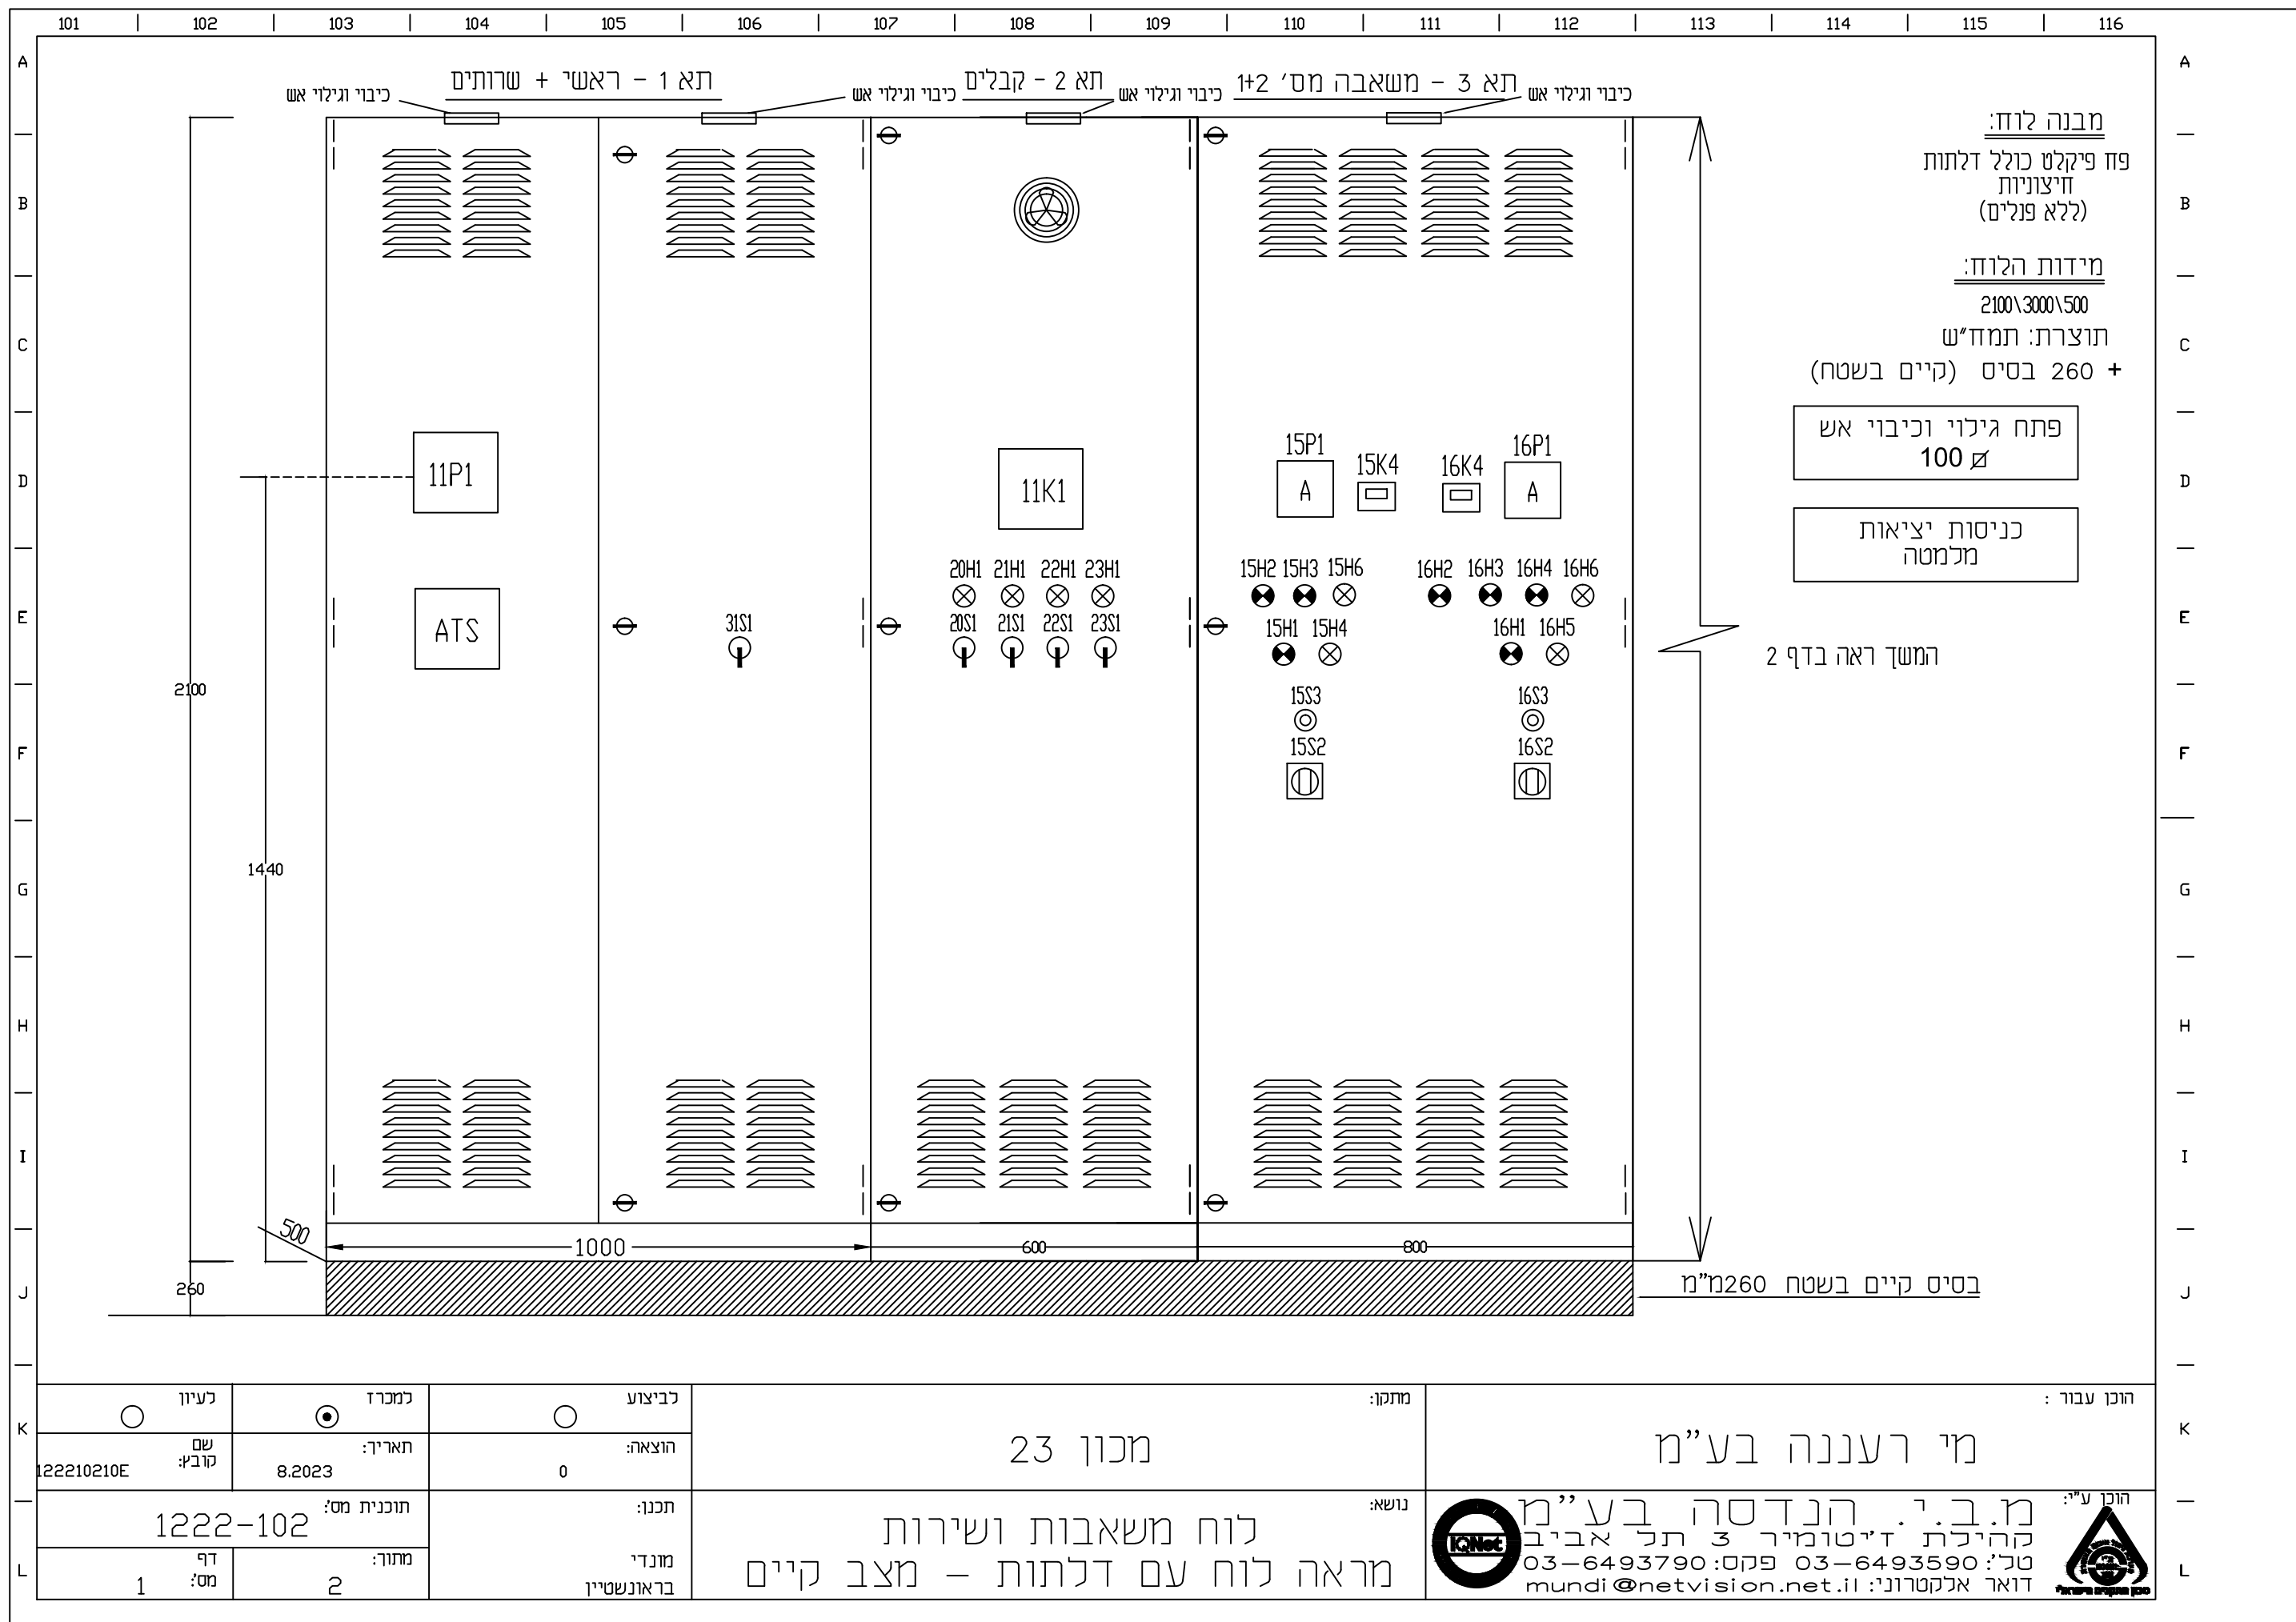 101 102 103 104 105 106 107 108 109 110 111 112 113 114 115 116
A A
B B
C C
D D
E E
F F
G G
H H
I I
J J
K K
L L
תא 1 - ראשי + שרותים
תא 2 - קבלים
תא 3 - משאבה מס' 1+2
כיבוי וגילוי אש
כיבוי וגילוי אש
כיבוי וגילוי אש
כיבוי וגילוי אש
מבנה לוח:
פח פיקלט כולל דלתות
חיצוניות
(ללא פנלים)
מידות הלוח:
2100\3000\500
תוצרת: תמח"ש
+ 260 בסיס (קיים בשטח)
פתח גילוי וכיבוי אש
100
כניסות יציאות
מלמטה
המשך ראה בדף 2
11P1
ATS
31S1
11K1
20H1 21H1 22H1 23H1
20S1 21S1 22S1 23S1
15P1 16P1
A A
15K4 16K4
15H2 15H3 15H6 16H2 16H3 16H4 16H6
15H1 15H4 16H1 16H5
15S3 16S3
15S2 16S2
2100
1440
260
500
1000 600 800
בסיס קיים בשטח 260מ"מ
הוכן עבור :
מי רעננה בע"מ
מתקן:
מכון 23
לביצוע
למכרז
לעיון
הוצאה:
0
תאריך:
8.2023
שם
קובץ:
122210210E
הוכן ע"י:
מ.ב.י. הנדסה בע"מ
קהילת ז'יטומיר 3 תל אביב
טל': 03-6493590 פקס: 03-6493790
דואר אלקטרוני: mundi@netvision.net.il
IQNet
מכון התקנים הישראלי
נושא:
לוח משאבות ושירות
מראה לוח עם דלתות - מצב קיים
תכנן:
מונדי
בראונשטיין
תוכנית מס':
1222-102
מתוך:
2
דף
מס':
1